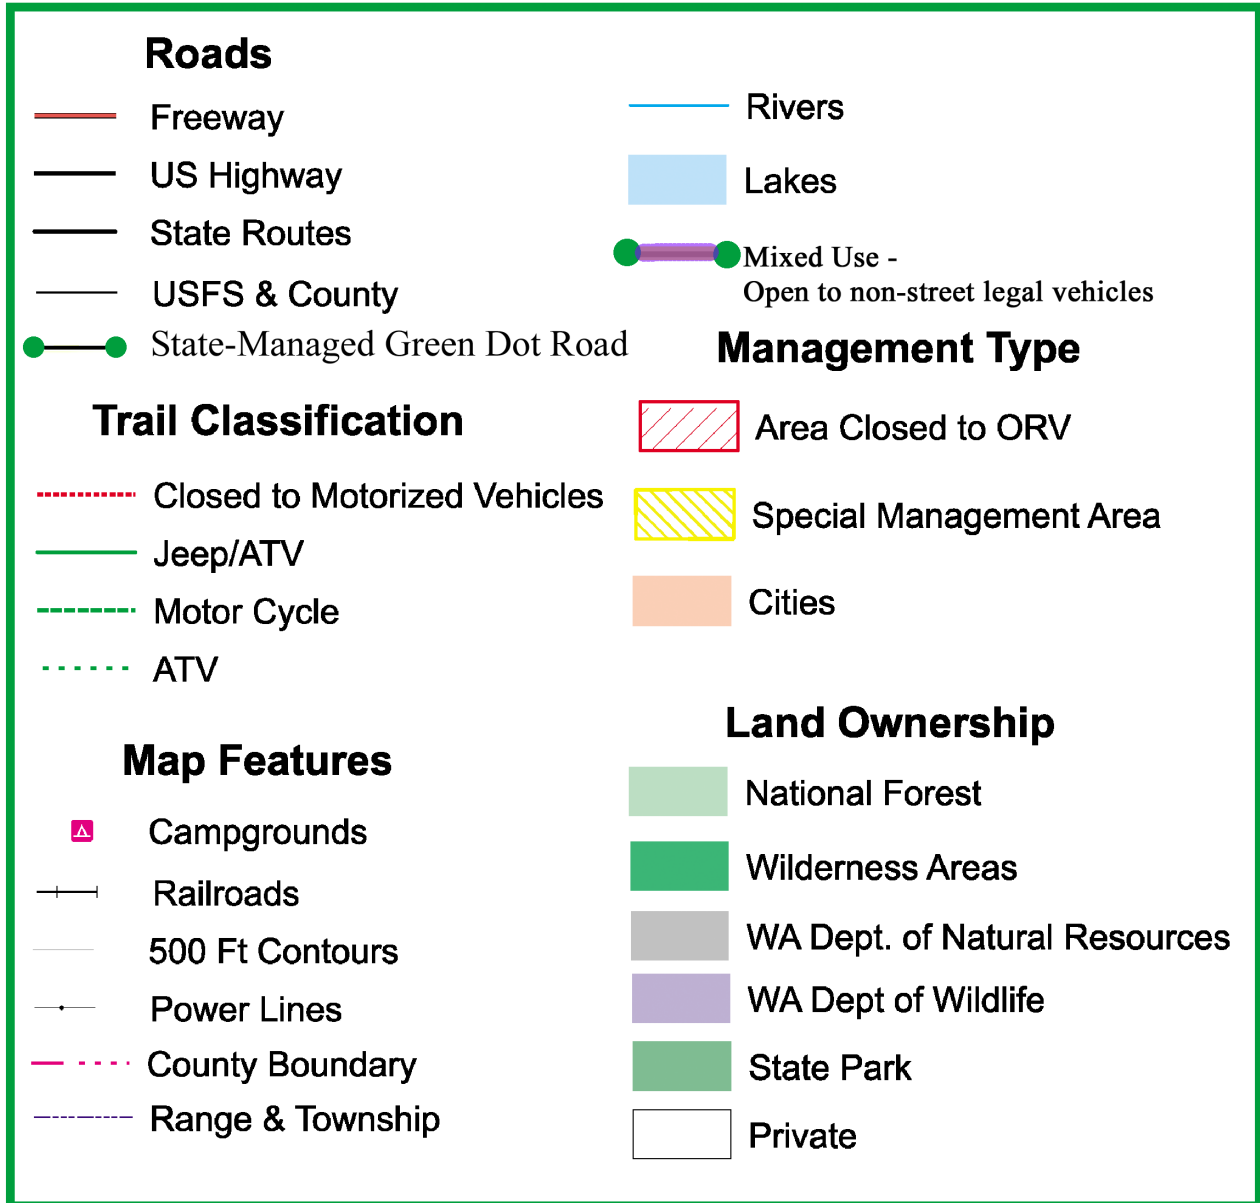 Roads
Freeway
US Highway
State Routes
USFS & County
State-Managed Green Dot Road
Trail Classification
Closed to Motorized Vehicles
Jeep/ATV
Motor Cycle
ATV
Map Features
Campgrounds
Railroads
500 Ft Contours
Power Lines
County Boundary
Range & Township
Rivers
Lakes
Mixed Use -
Open to non-street legal vehicles
Management Type
Area Closed to ORV
Special Management Area
Cities
Land Ownership
National Forest
Wilderness Areas
WA Dept. of Natural Resources
WA Dept of Wildlife
State Park
Private